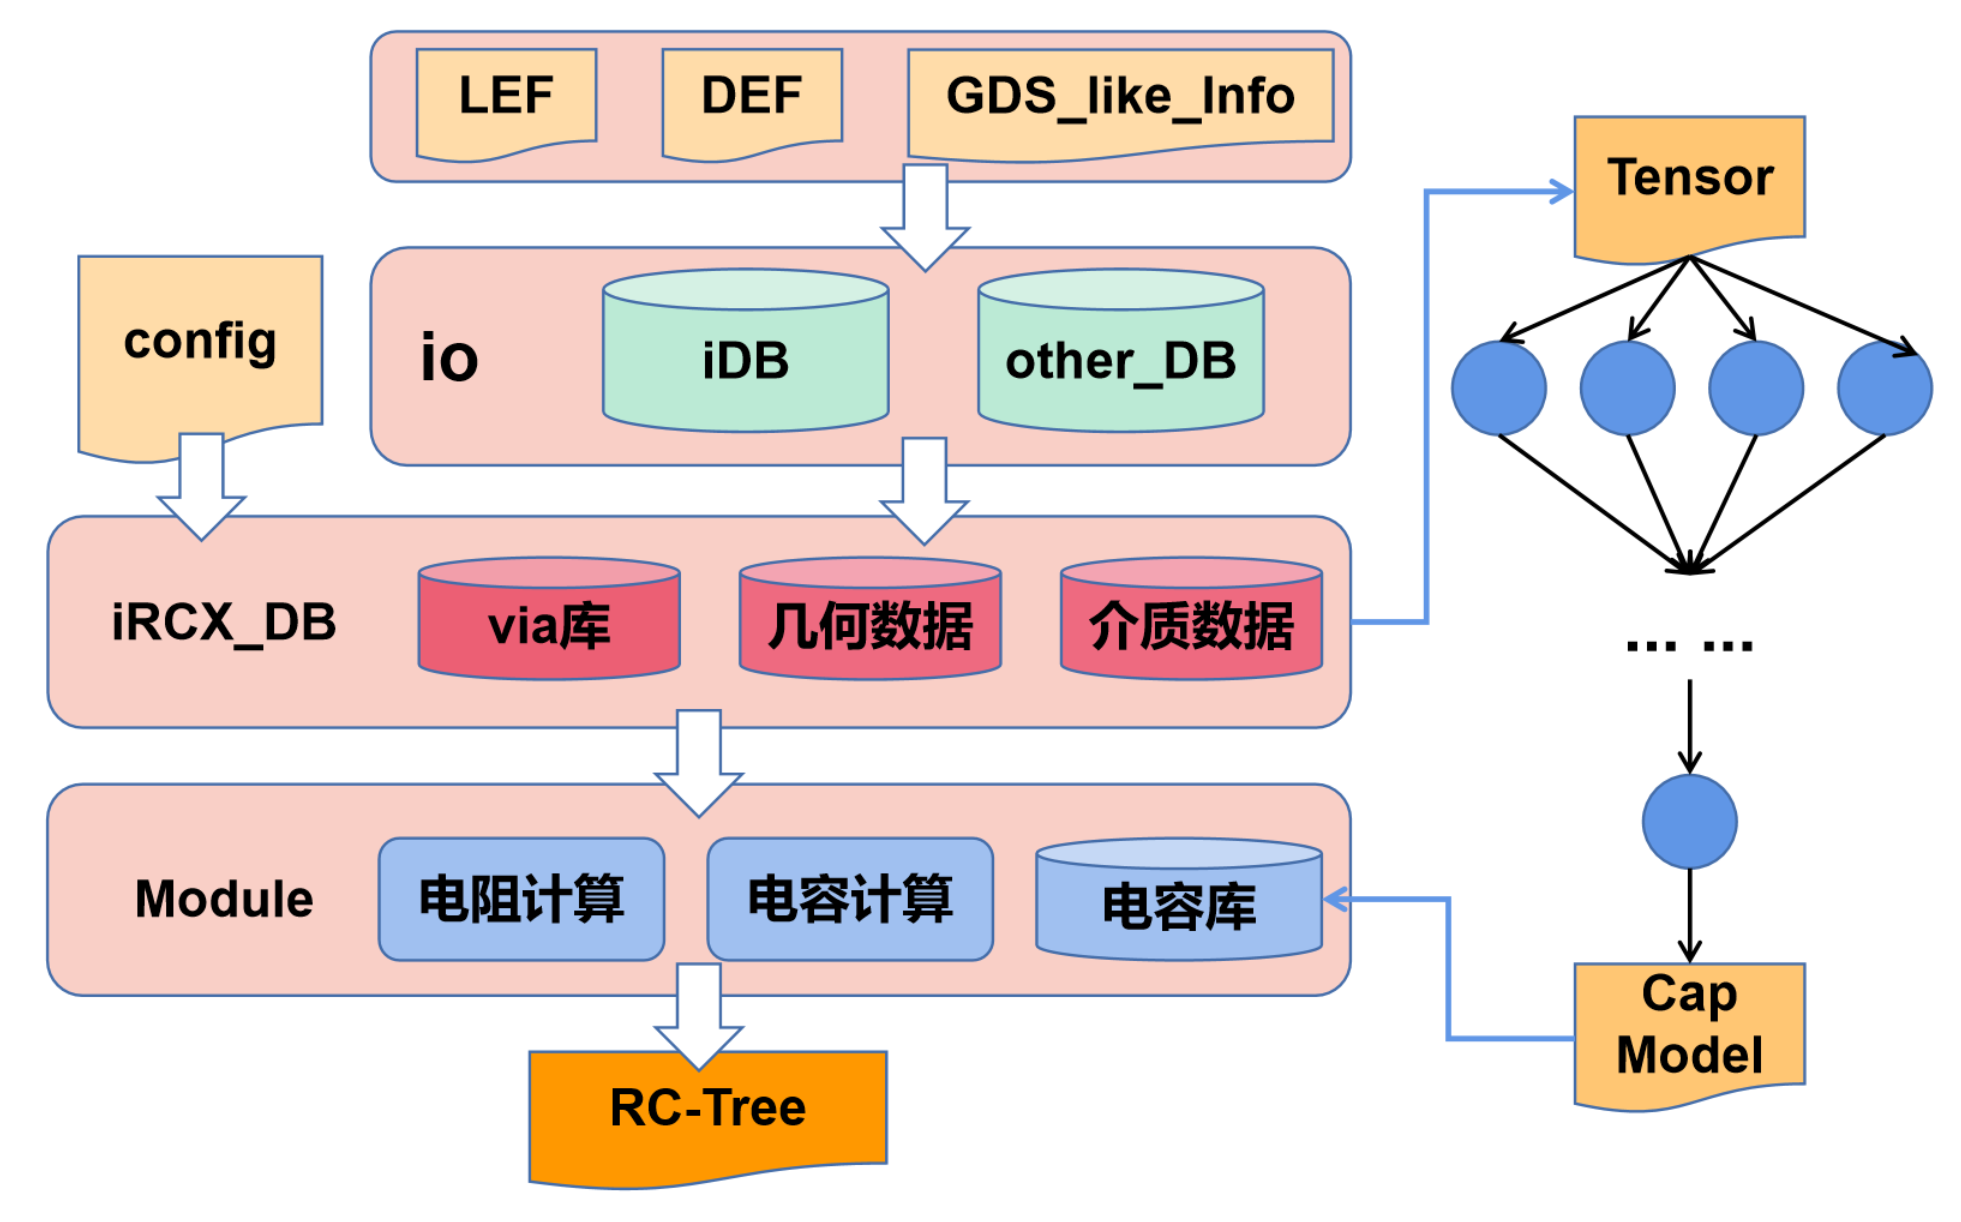 LEF
DEF
GDS_like_Info
Tensor
config
io
iDB
other_DB
iRCX_DB
via库
几何数据
介质数据
... ...
Module
电阻计算
电容计算
电容库
Cap
Model
RC-Tree